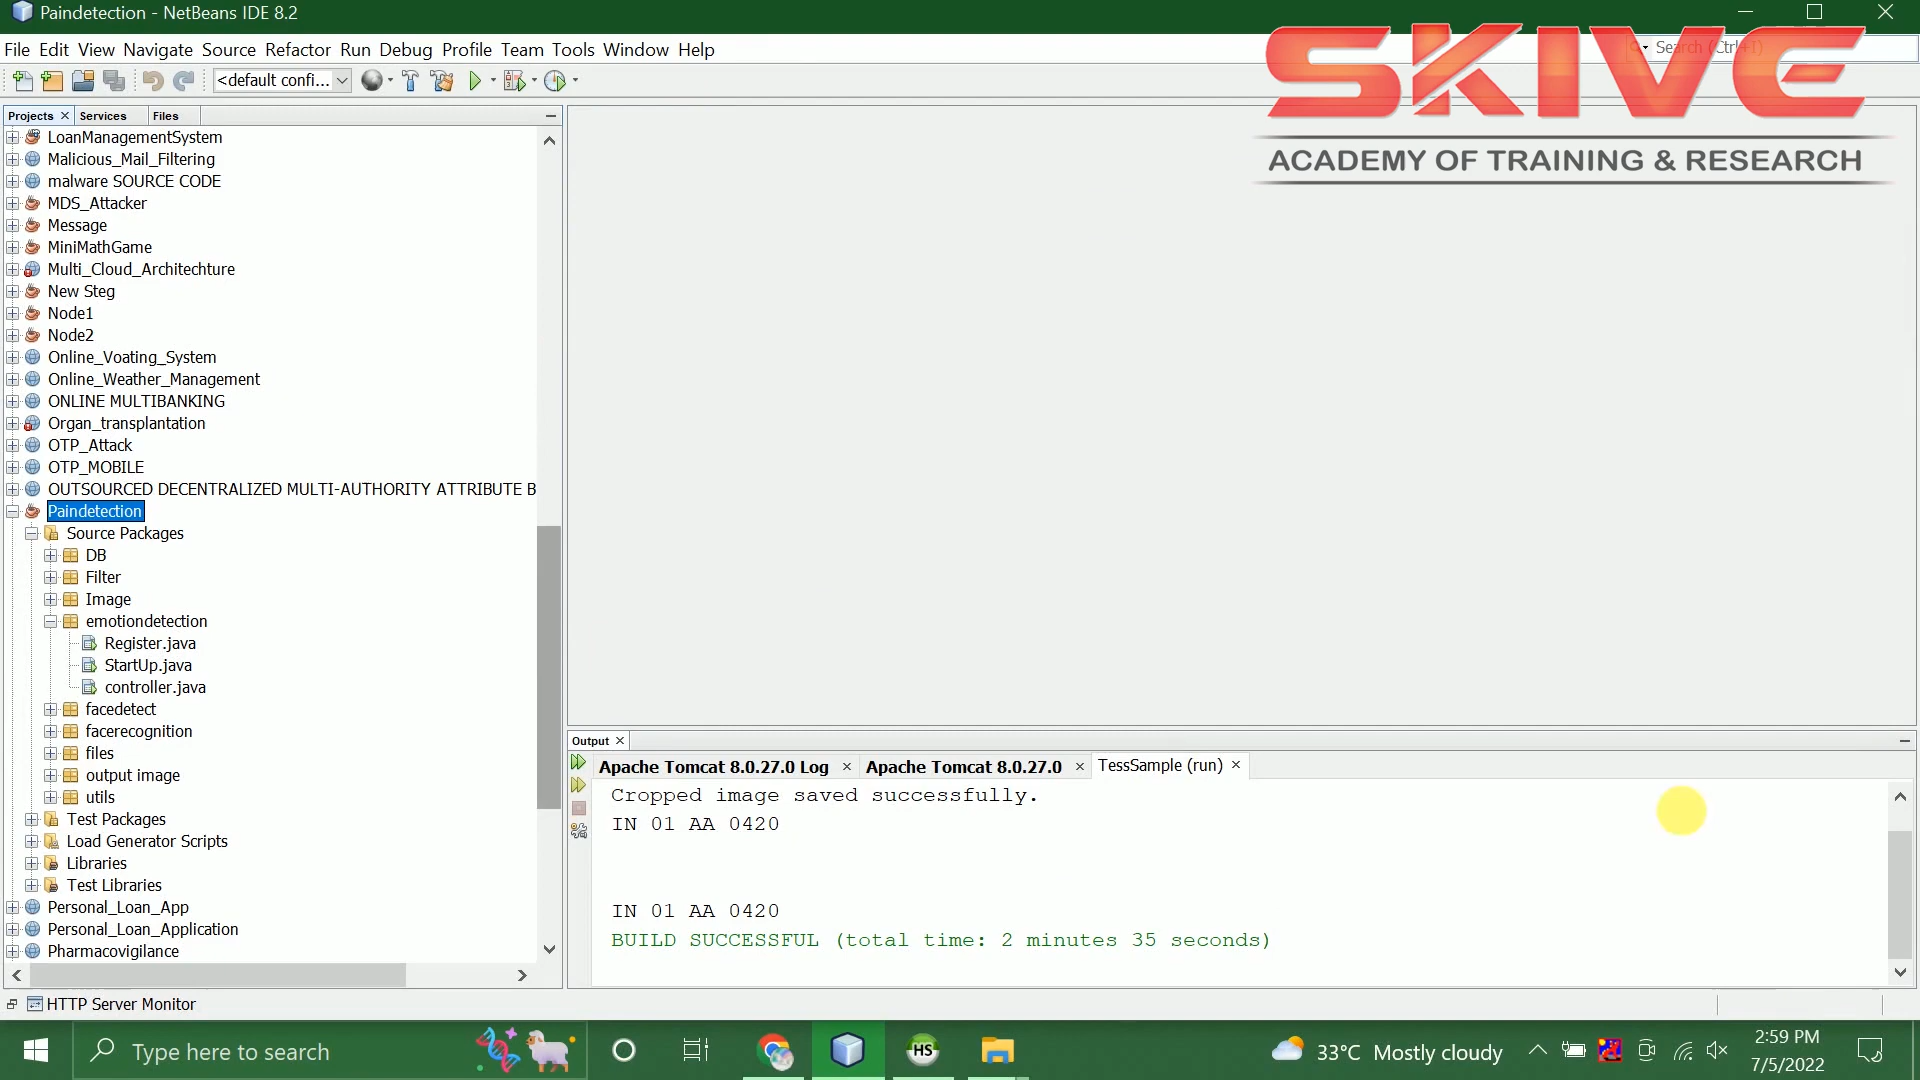 Paindetection - NetBeans IDE 8.2
File Edit View Navigate Source Refactor Run Debug Profile Team Tools Window Help
Search (Ctrl+I)
SKIVE
ACADEMY OF TRAINING & RESEARCH
<default confi...
Projects Services Files
LoanManagementSystem
Malicious_Mail_Filtering
malware SOURCE CODE
MDS_Attacker
Message
MiniMathGame
Multi_Cloud_Architechture
New Steg
Node1
Node2
Online_Voating_System
Online_Weather_Management
ONLINE MULTIBANKING
Organ_transplantation
OTP_Attack
OTP_MOBILE
OUTSOURCED DECENTRALIZED MULTI-AUTHORITY ATTRIBUTE B
Paindetection
Source Packages
DB
Filter
Image
emotiondetection
Register.java
StartUp.java
controller.java
facedetect
facerecognition
files
output image
utils
Test Packages
Load Generator Scripts
Libraries
Test Libraries
Personal_Loan_App
Personal_Loan_Application
Pharmacovigilance
Output
Apache Tomcat 8.0.27.0 Log Apache Tomcat 8.0.27.0 TessSample (run)
Cropped image saved successfully.
IN 01 AA 0420
IN 01 AA 0420
BUILD SUCCESSFUL (total time: 2 minutes 35 seconds)
HTTP Server Monitor
Type here to search
HS
33°C Mostly cloudy
2:59 PM
7/5/2022